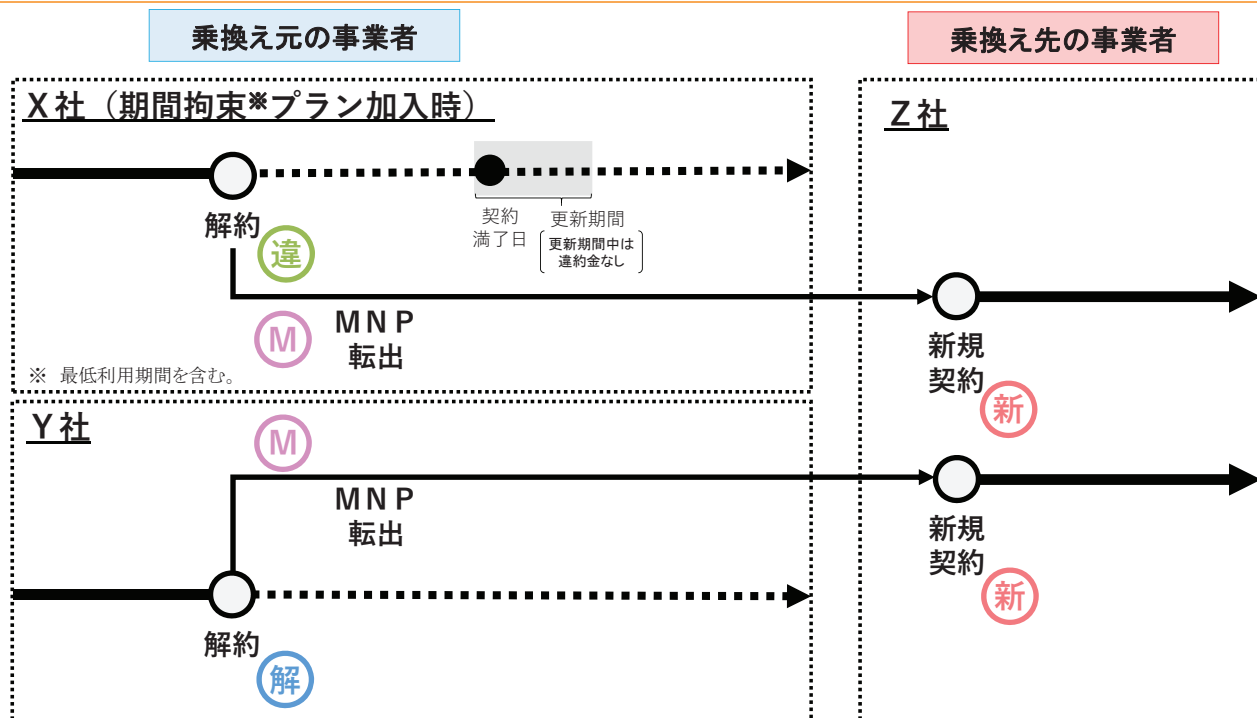 乗換え元の事業者
乗換え先の事業者
X社（期間拘束※プラン加入時）
Z社
解約
違
契約
満了日
更新期間
更新期間中は
違約金なし
M
MNP
転出
※ 最低利用期間を含む。
新規
契約
新
Y社
M
MNP
転出
新規
契約
新
解約
解